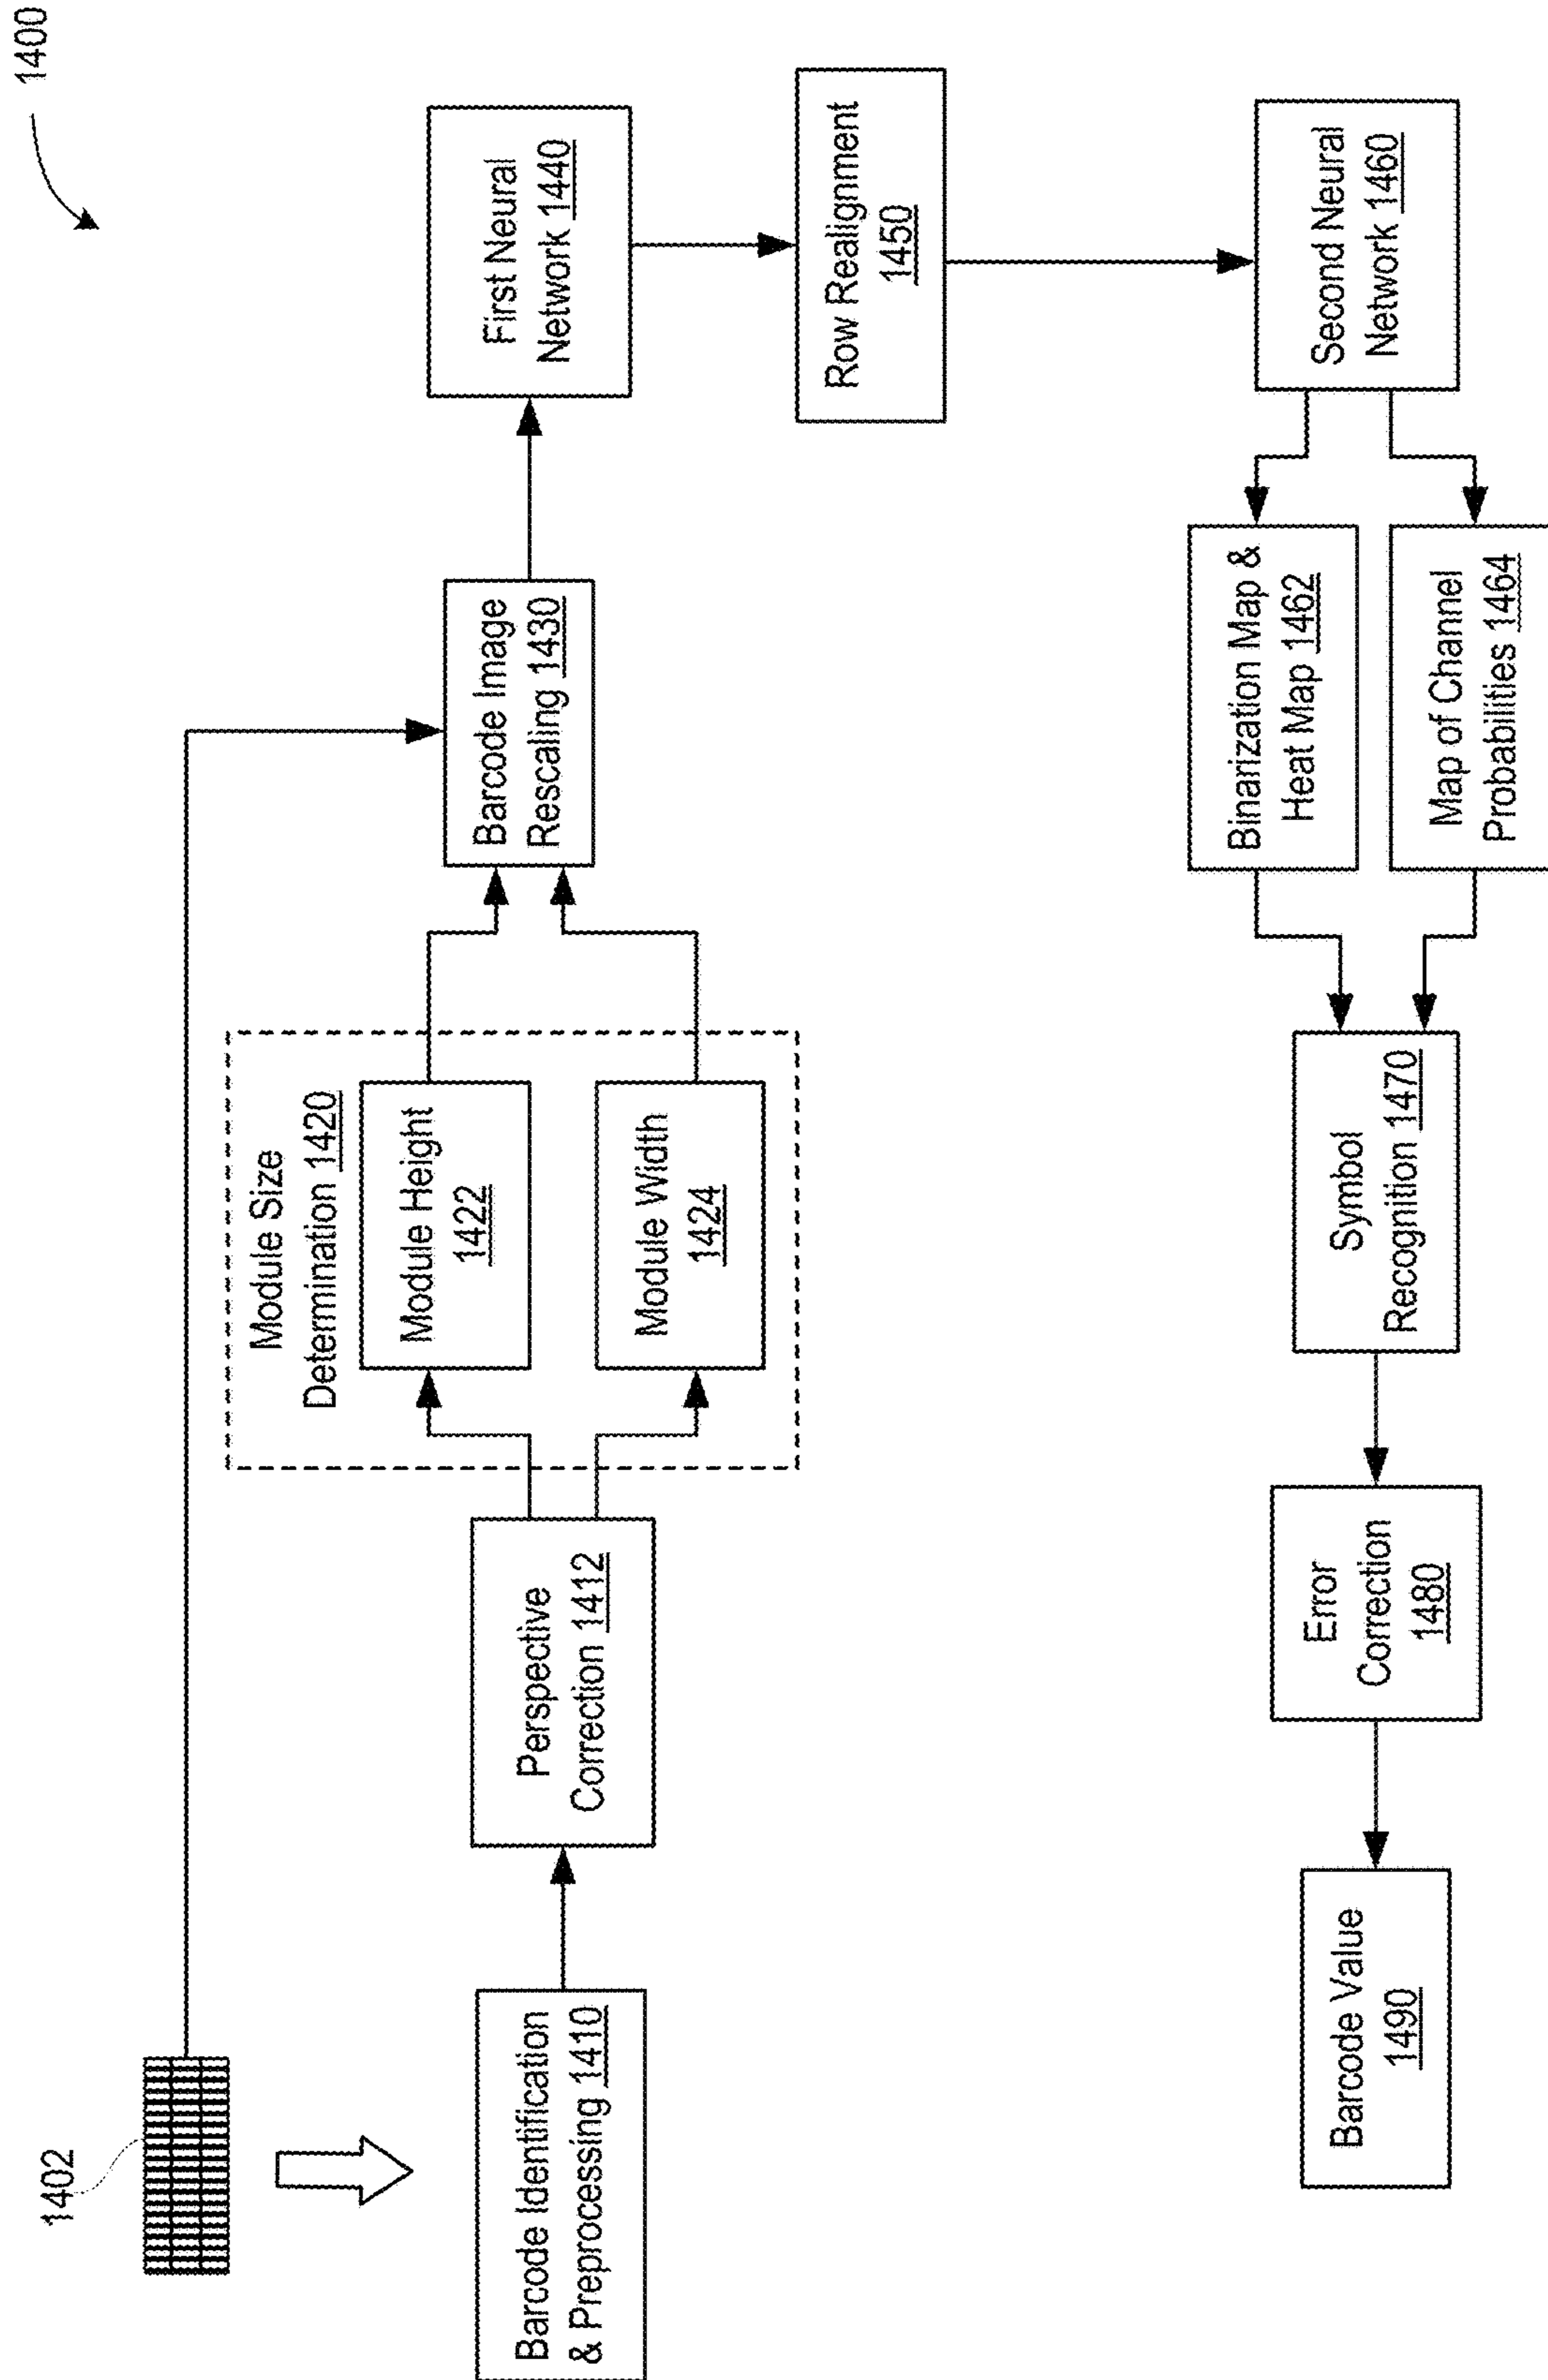 1400
1402
Barcode Identification
& Preprocessing 1410
Perspective
Correction 1412
Module Size
Determination 1420
Module Height
1422
Module Width
1424
Barcode Image
Rescaling 1430
First Neural
Network 1440
Row Realignment
1450
Second Neural
Network 1460
Binarization Map &
Heat Map 1462
Map of Channel
Probabilities 1464
Symbol
Recognition 1470
Error
Correction
1480
Barcode Value
1490